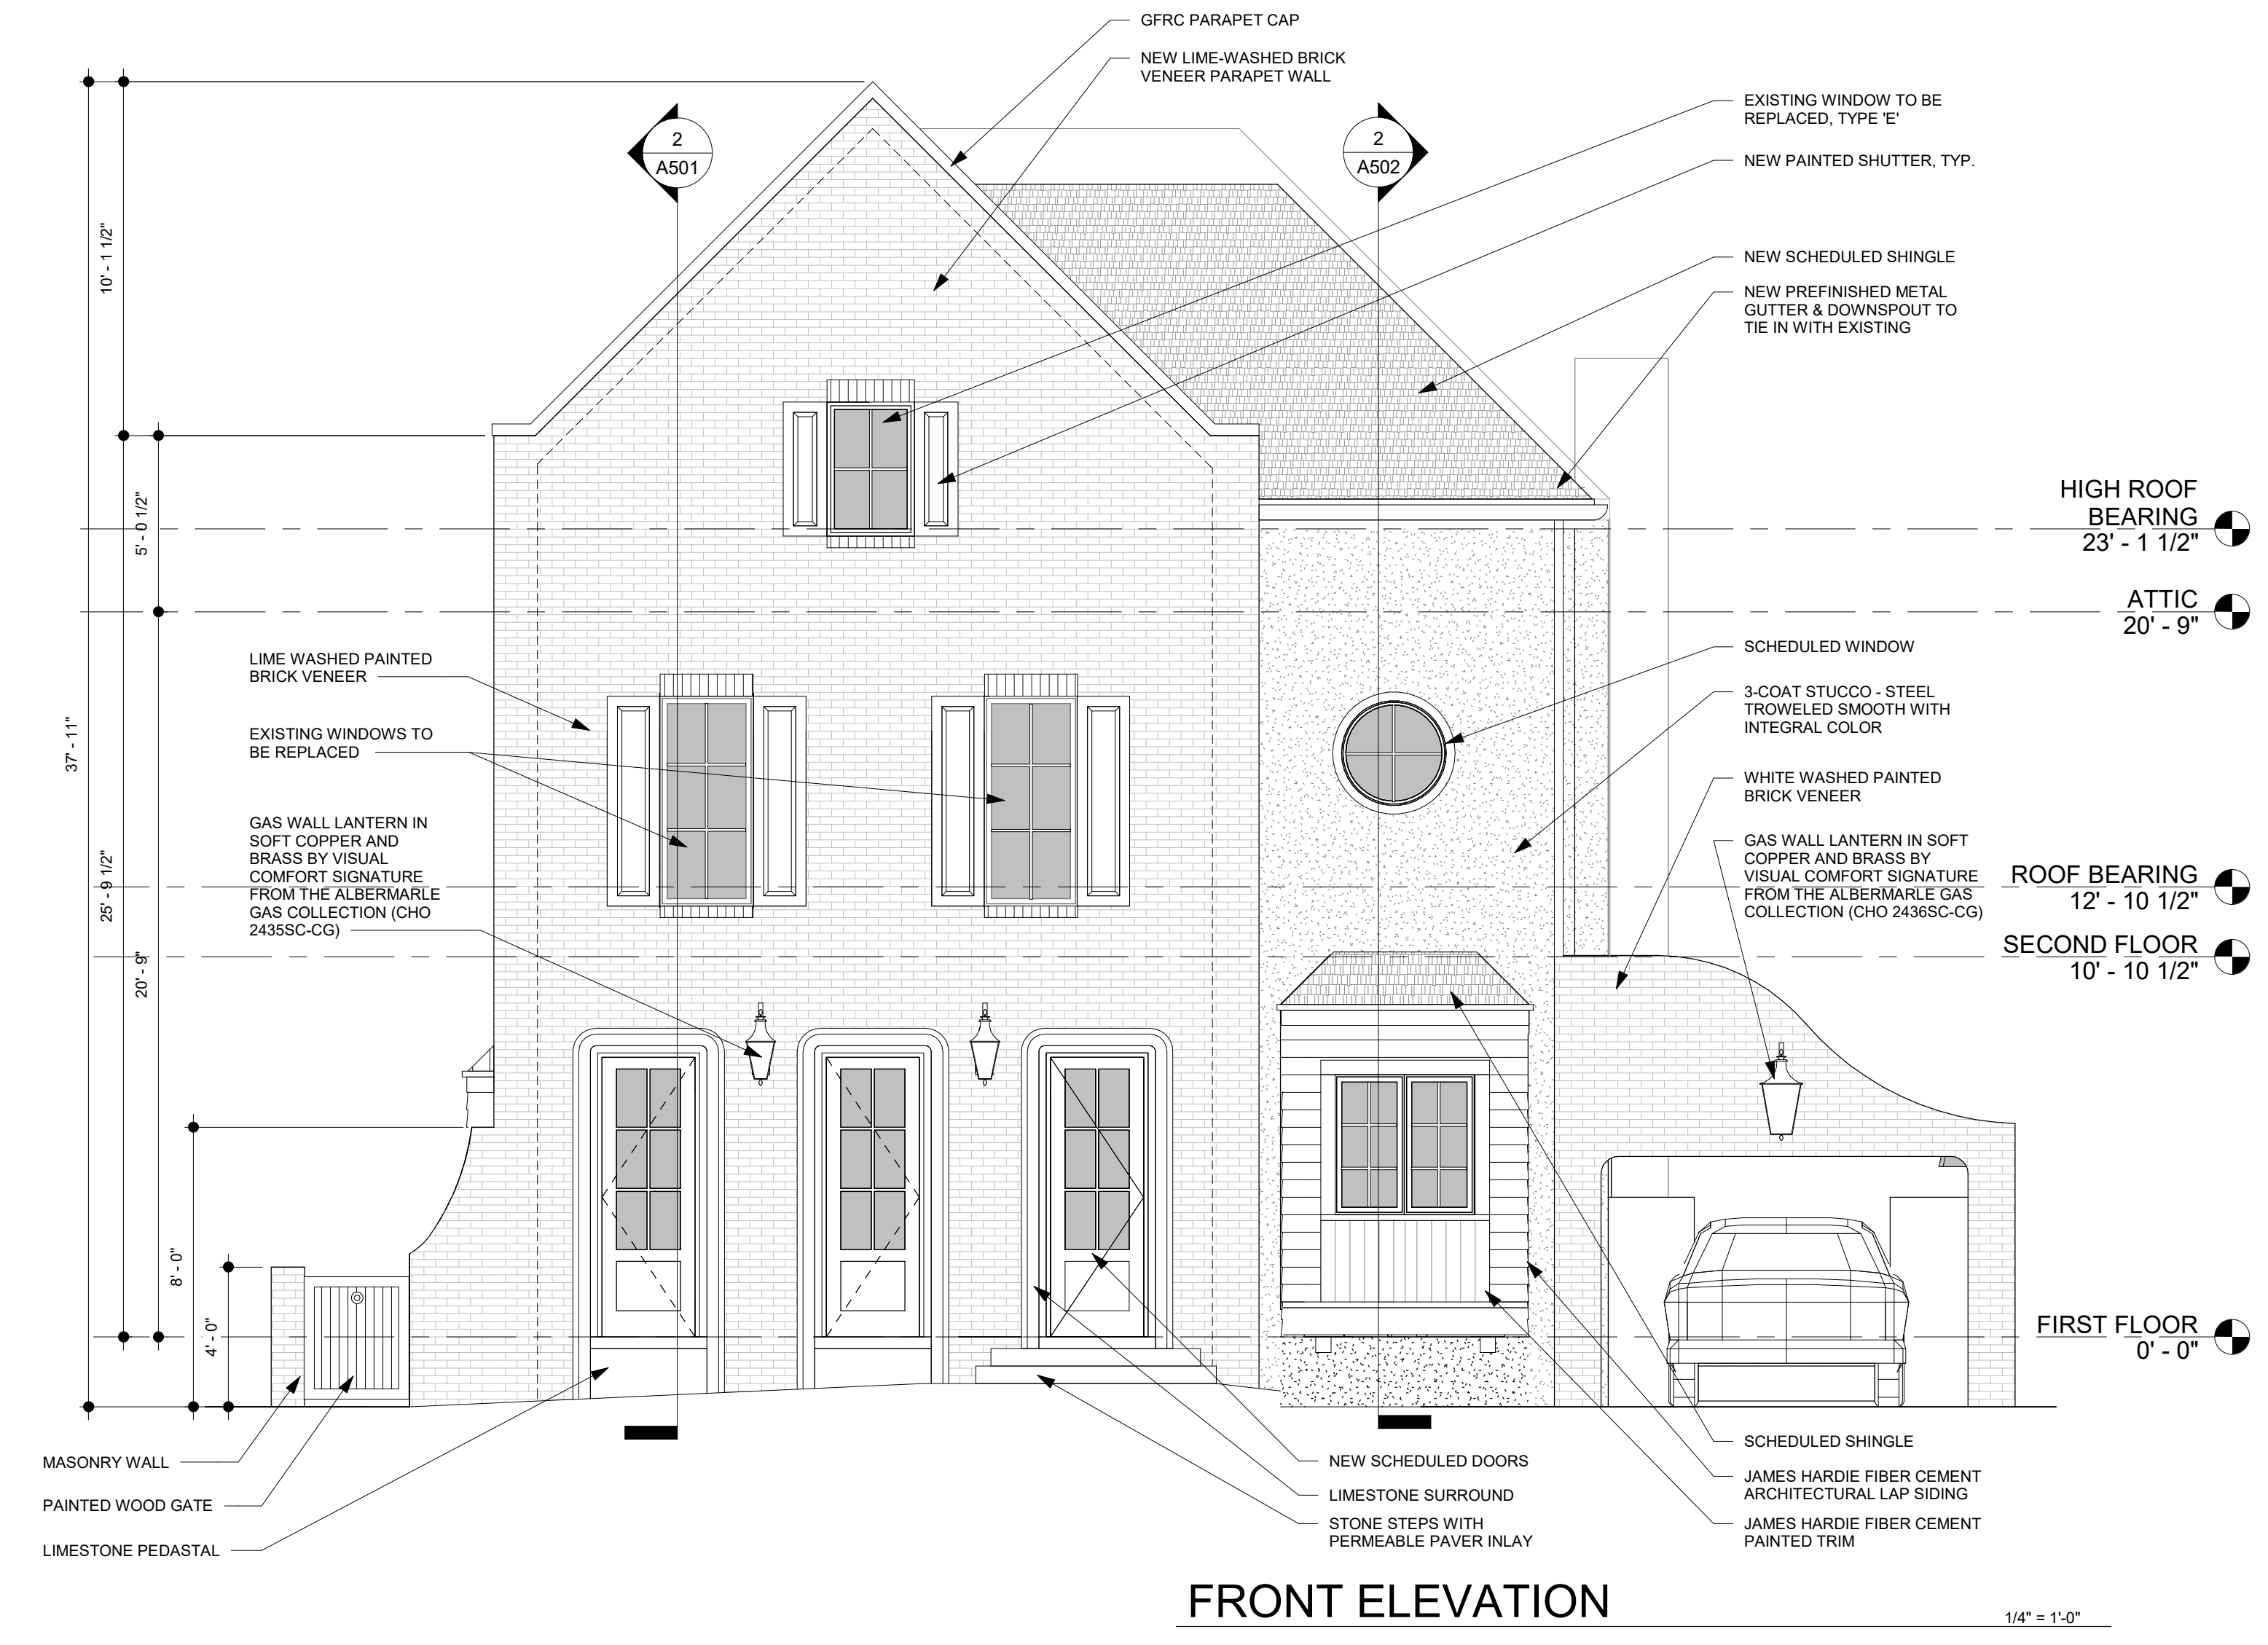 GFRC PARAPET CAP
NEW LIME-WASHED BRICK
VENEER PARAPET WALL
2
A501
2
A502
EXISTING WINDOW TO BE
REPLACED, TYPE 'E'
NEW PAINTED SHUTTER, TYP.
NEW SCHEDULED SHINGLE
NEW PREFINISHED METAL
GUTTER & DOWNSPOUT TO
TIE IN WITH EXISTING
10' - 1 1/2"
5' - 0 1/2"
37' - 11"
25' - 9 1/2"
20' - 9"
8' - 0"
4' - 0"
HIGH ROOF
BEARING
23' - 1 1/2"
ATTIC
20' - 9"
LIME WASHED PAINTED
BRICK VENEER
EXISTING WINDOWS TO
BE REPLACED
GAS WALL LANTERN IN
SOFT COPPER AND
BRASS BY VISUAL
COMFORT SIGNATURE
FROM THE ALBERMARLE
GAS COLLECTION (CHO
2435SC-CG)
SCHEDULED WINDOW
3-COAT STUCCO - STEEL
TROWELED SMOOTH WITH
INTEGRAL COLOR
WHITE WASHED PAINTED
BRICK VENEER
GAS WALL LANTERN IN SOFT
COPPER AND BRASS BY
VISUAL COMFORT SIGNATURE
FROM THE ALBERMARLE GAS
COLLECTION (CHO 2436SC-CG)
ROOF BEARING
12' - 10 1/2"
SECOND FLOOR
10' - 10 1/2"
FIRST FLOOR
0' - 0"
MASONRY WALL
PAINTED WOOD GATE
LIMESTONE PEDASTAL
NEW SCHEDULED DOORS
LIMESTONE SURROUND
STONE STEPS WITH
PERMEABLE PAVER INLAY
SCHEDULED SHINGLE
JAMES HARDIE FIBER CEMENT
ARCHITECTURAL LAP SIDING
JAMES HARDIE FIBER CEMENT
PAINTED TRIM
FRONT ELEVATION
1/4" = 1'-0"